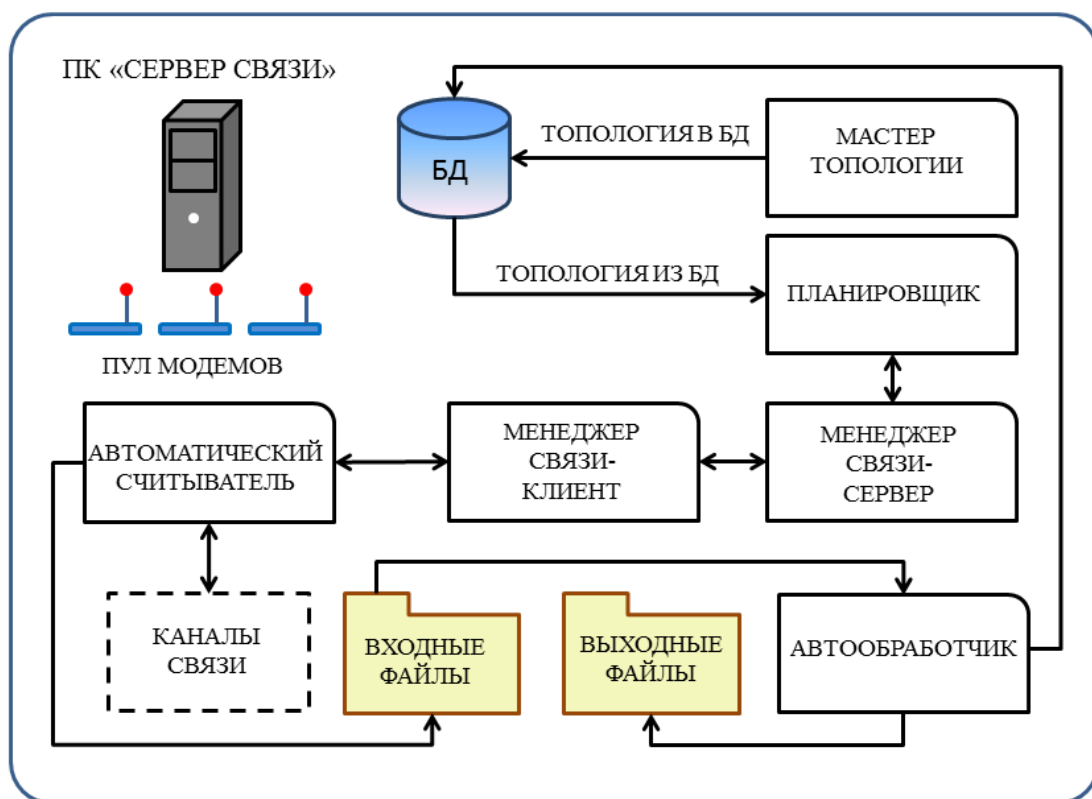 ПК «СЕРВЕР СВЯЗИ»
БД
ТОПОЛОГИЯ В БД
МАСТЕР
ТОПОЛОГИИ
ТОПОЛОГИЯ ИЗ БД
ПЛАНИРОВЩИК
ПУЛ МОДЕМОВ
АВТОМАТИЧЕСКИЙ
СЧИТЫВАТЕЛЬ
МЕНЕДЖЕР
СВЯЗИ-
КЛИЕНТ
МЕНЕДЖЕР
СВЯЗИ-
СЕРВЕР
КАНАЛЫ
СВЯЗИ
ВХОДНЫЕ
ФАЙЛЫ
ВЫХОДНЫЕ
ФАЙЛЫ
АВТООБРАБОТЧИК